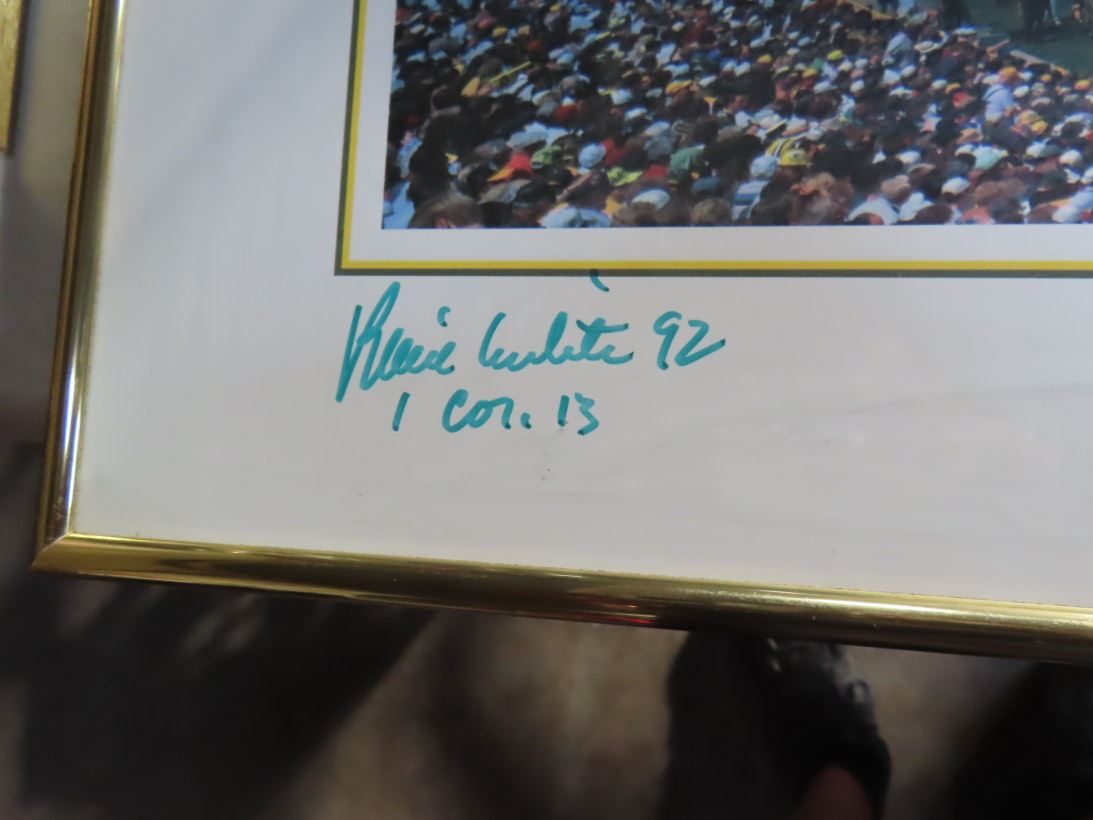 Reggie White 92
1 Cor. 13